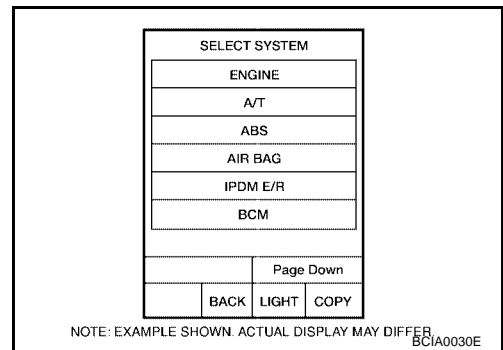 SELECT SYSTEM
ENGINE
A/T
ABS
AIR BAG
IPDM E/R
BCM
Page Down
BACK LIGHT COPY
NOTE: EXAMPLE SHOWN. ACTUAL DISPLAY MAY DIFFER.
BCIA0030E